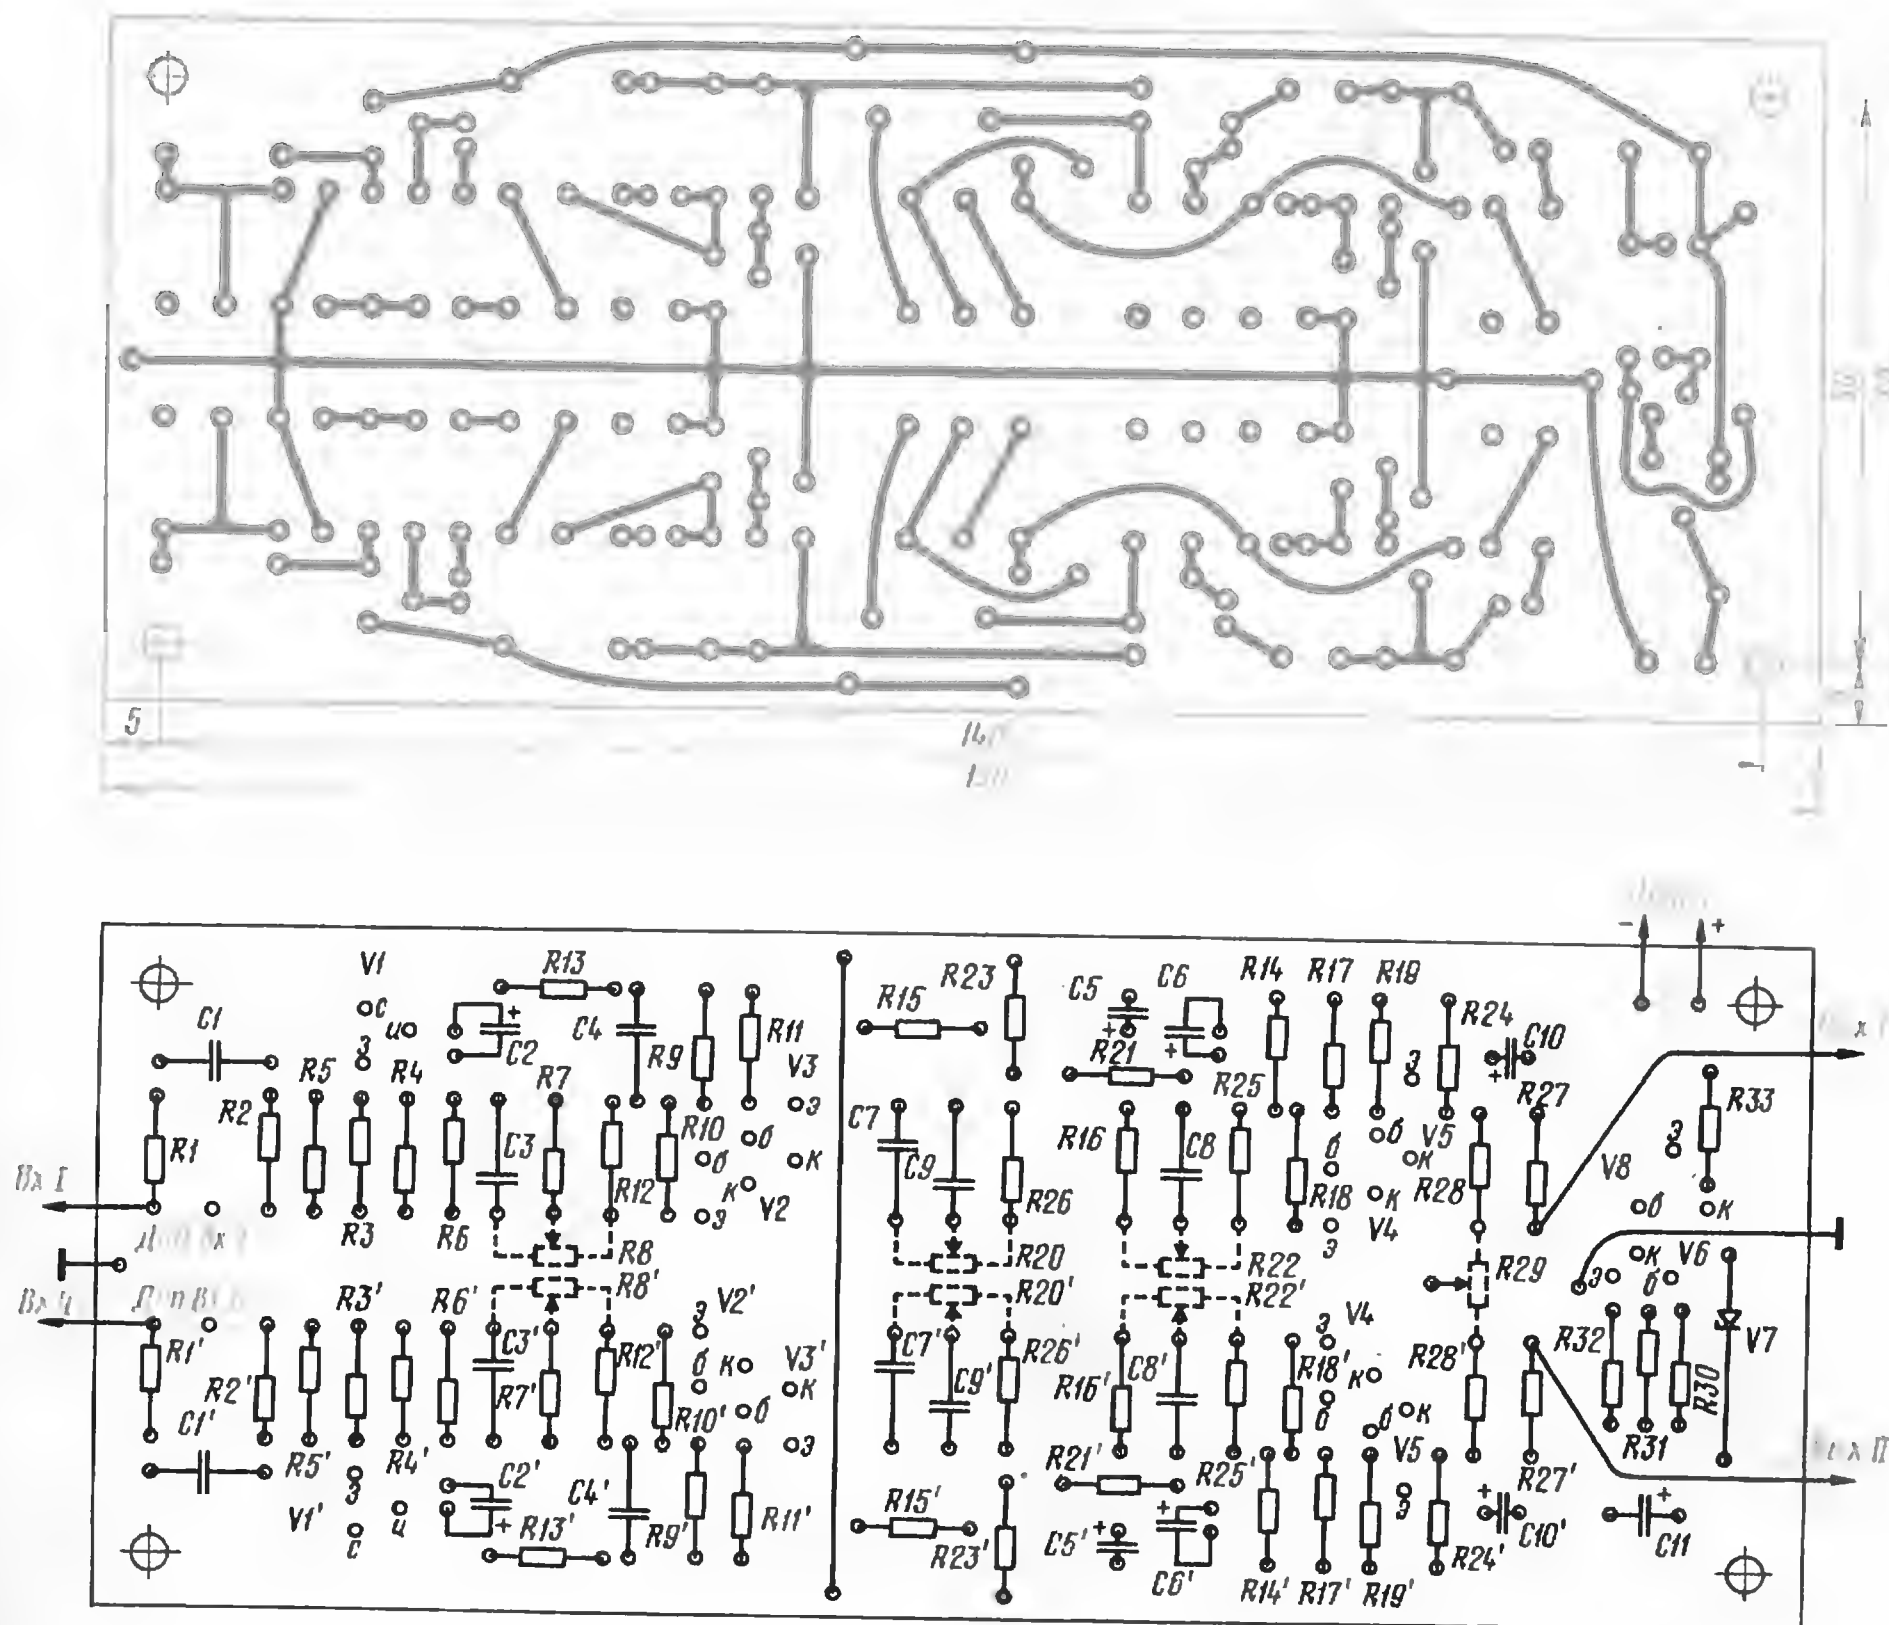 5
V1
R13
R23
C5
C6
R14
R17
R19
C1
c
и
з
C4
+
C2
R9
R11
R15
+
+
R24
C10
+
-
+
R5
R4
R7
V3
R21
R25
э
R27
R33
R2
э
C7
R1
C3
R10
б
б
к
C9
R16
C8
б
б
V5
к
э
V8
R12
к
V2
R26
R18
к
R28
б
к
Вх I
R3
R6
э
V4
э
R8
R20
R22
R29
к
V6
э
б
R8'
R20'
R22'
R3'
R6'
э
V2'
э
V4
V7
R1'
C3'
R12'
б
к
V3'
к
C7'
R26'
C8'
R18'
к
R28'
R32
R2'
R7'
R10'
б
C9'
R16'
б
б
к
R30
C1'
э
V5
R31
R5'
R4'
з
C2'
C4'
R21'
R25'
э
R27'
V1'
и
c
+
R13'
R9'
R11'
R15'
R23'
+
C5'
+
C6'
R24'
+
C10'
+
C11
R14'
R17'
R19'